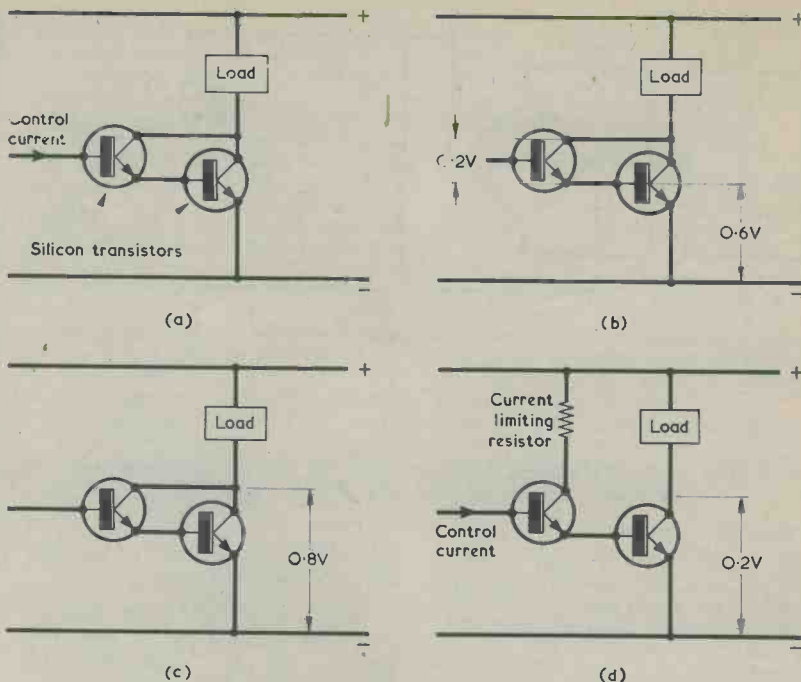 +
Load
Control
current
Silicon transistors
−
(a)
+
Load
0·2V
0·6V
−
(b)
+
Load
0·8V
−
(c)
+
Current
limiting
resistor
Load
Control
current
0·2V
−
(d)